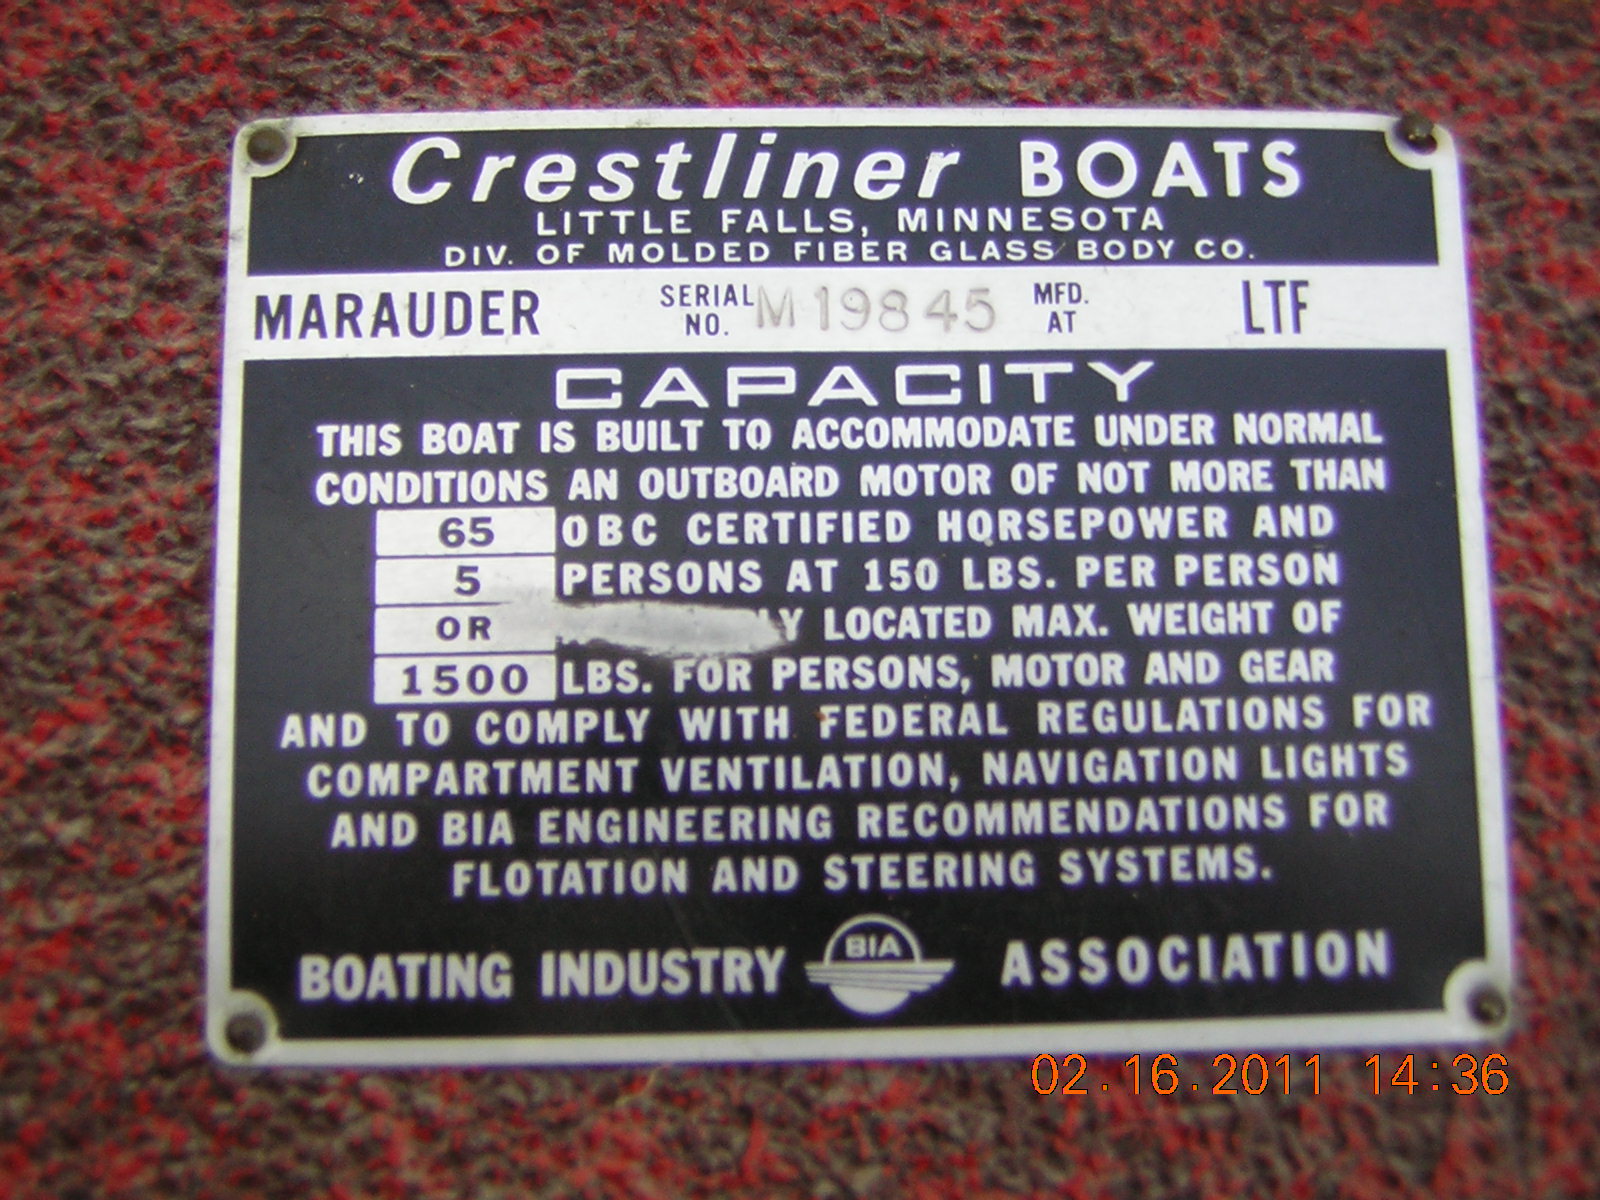 Crestliner BOATS
LITTLE FALLS, MINNESOTA
DIV. OF MOLDED FIBER GLASS BODY CO.
MARAUDER SERIAL NO. M19845 MFD. AT LTF
CAPACITY
THIS BOAT IS BUILT TO ACCOMMODATE UNDER NORMAL
CONDITIONS AN OUTBOARD MOTOR OF NOT MORE THAN
65 OBC CERTIFIED HORSEPOWER AND
5 PERSONS AT 150 LBS. PER PERSON
OR LOCATED MAX. WEIGHT OF
1500 LBS. FOR PERSONS, MOTOR AND GEAR
AND TO COMPLY WITH FEDERAL REGULATIONS FOR
COMPARTMENT VENTILATION, NAVIGATION LIGHTS
AND BIA ENGINEERING RECOMMENDATIONS FOR
FLOTATION AND STEERING SYSTEMS.
BOATING INDUSTRY BIA ASSOCIATION
02.16.2011 14:36